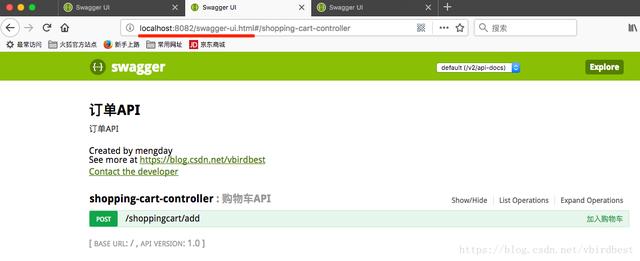 Swagger UI
Swagger UI
Swagger UI
localhost:8082/swagger-ui.html#/shopping-cart-controller
搜索
最常访问 火狐官方站点 新手上路 常用网址 JD 京东商城
swagger
default (/v2/api-docs)
Explore
订单API
订单API
Created by mengday
See more at https://blog.csdn.net/vbirdbest
Contact the developer
shopping-cart-controller : 购物车API
Show/Hide
List Operations
Expand Operations
POST
/shoppingcart/add
加入购物车
[ BASE URL: / , API VERSION: 1.0 ]
https://blog.csdn.net/vbirdbest